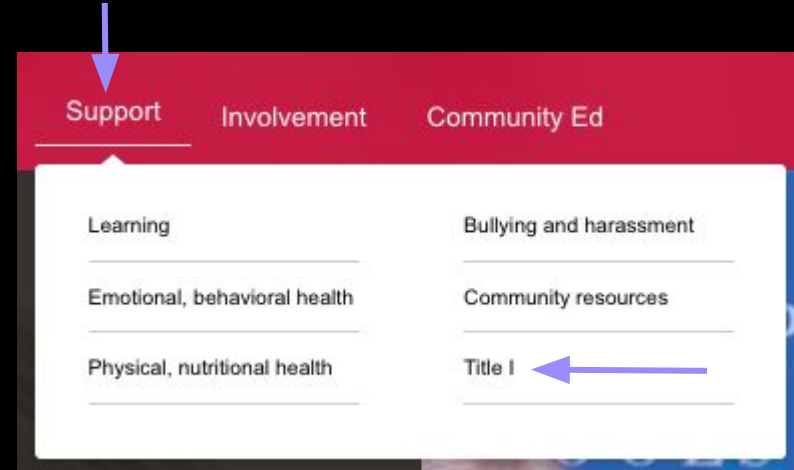 Support Involvement Community Ed
Learning
Bullying and harassment
Emotional, behavioral health
Community resources
Physical, nutritional health
Title I